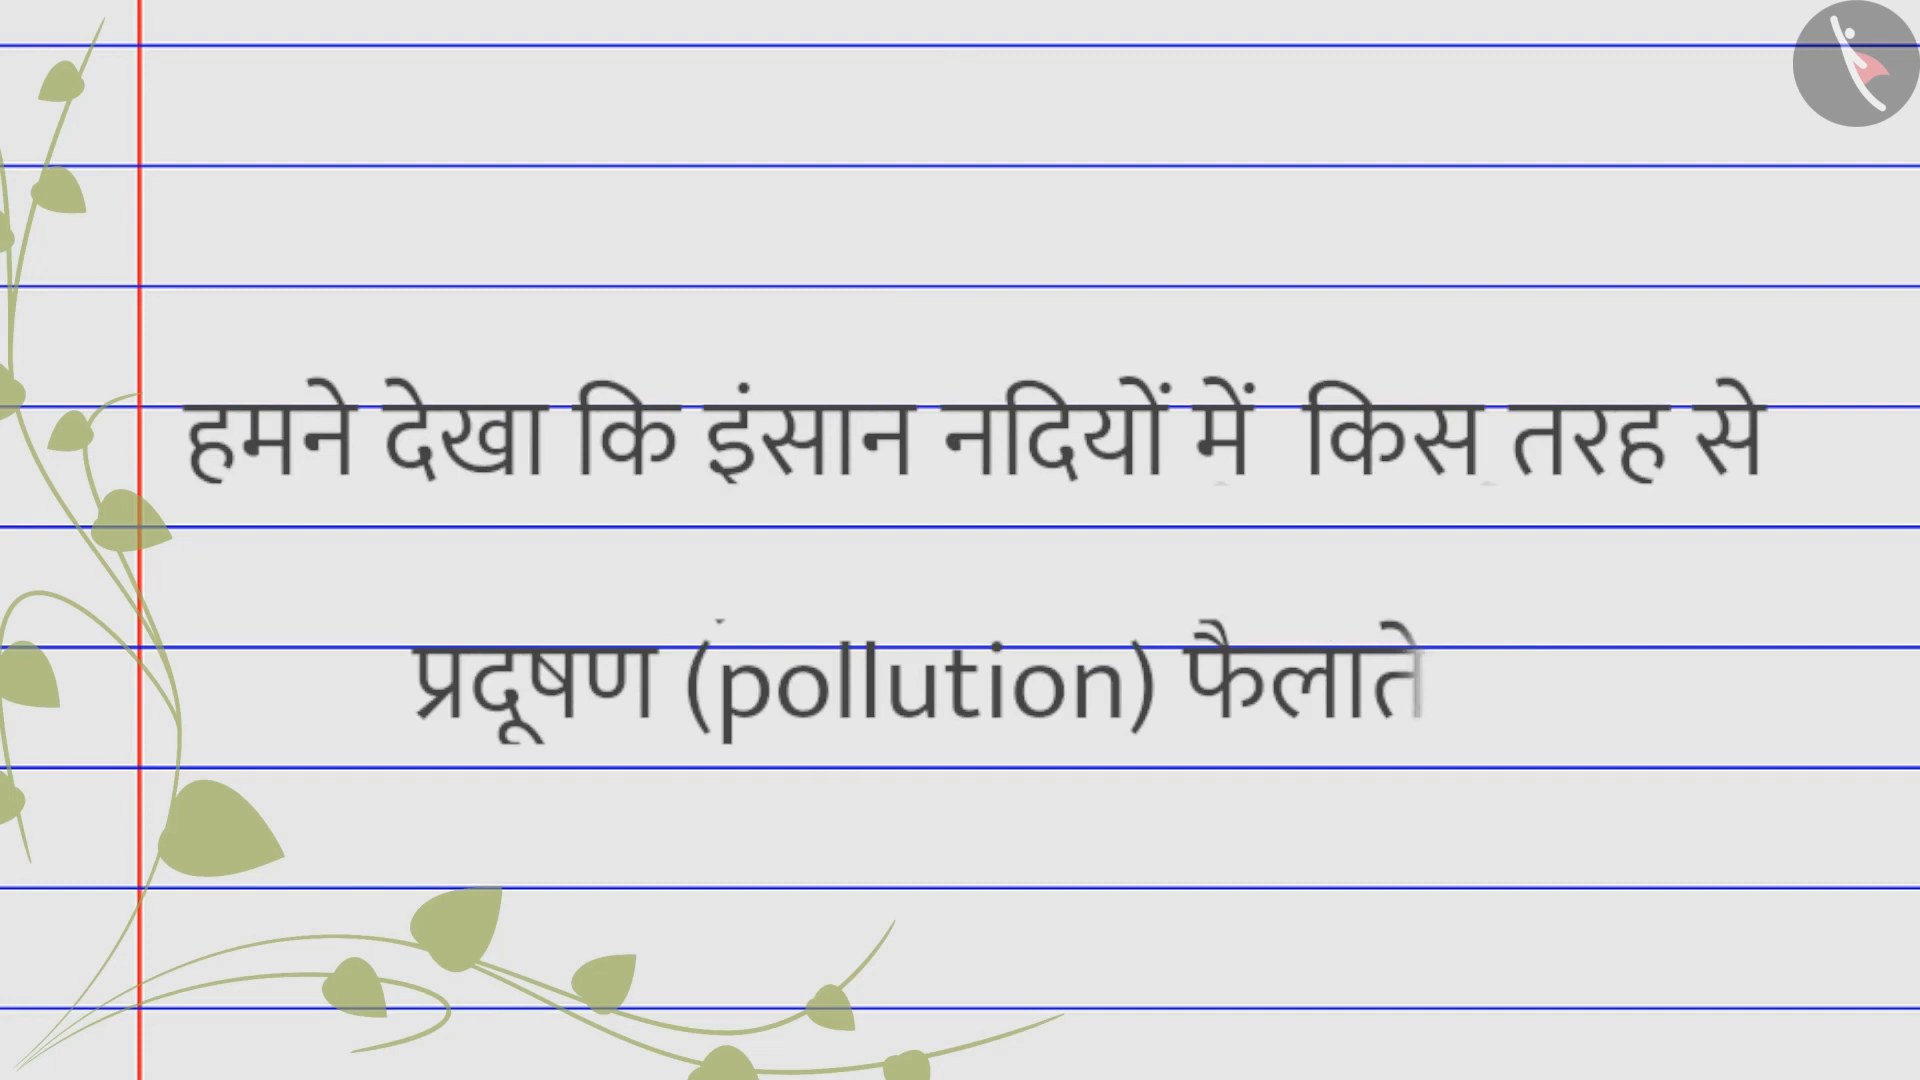 हमने देखा कि इंसान नदियों में किस तरह से
प्रदूषण (pollution) फैलाते